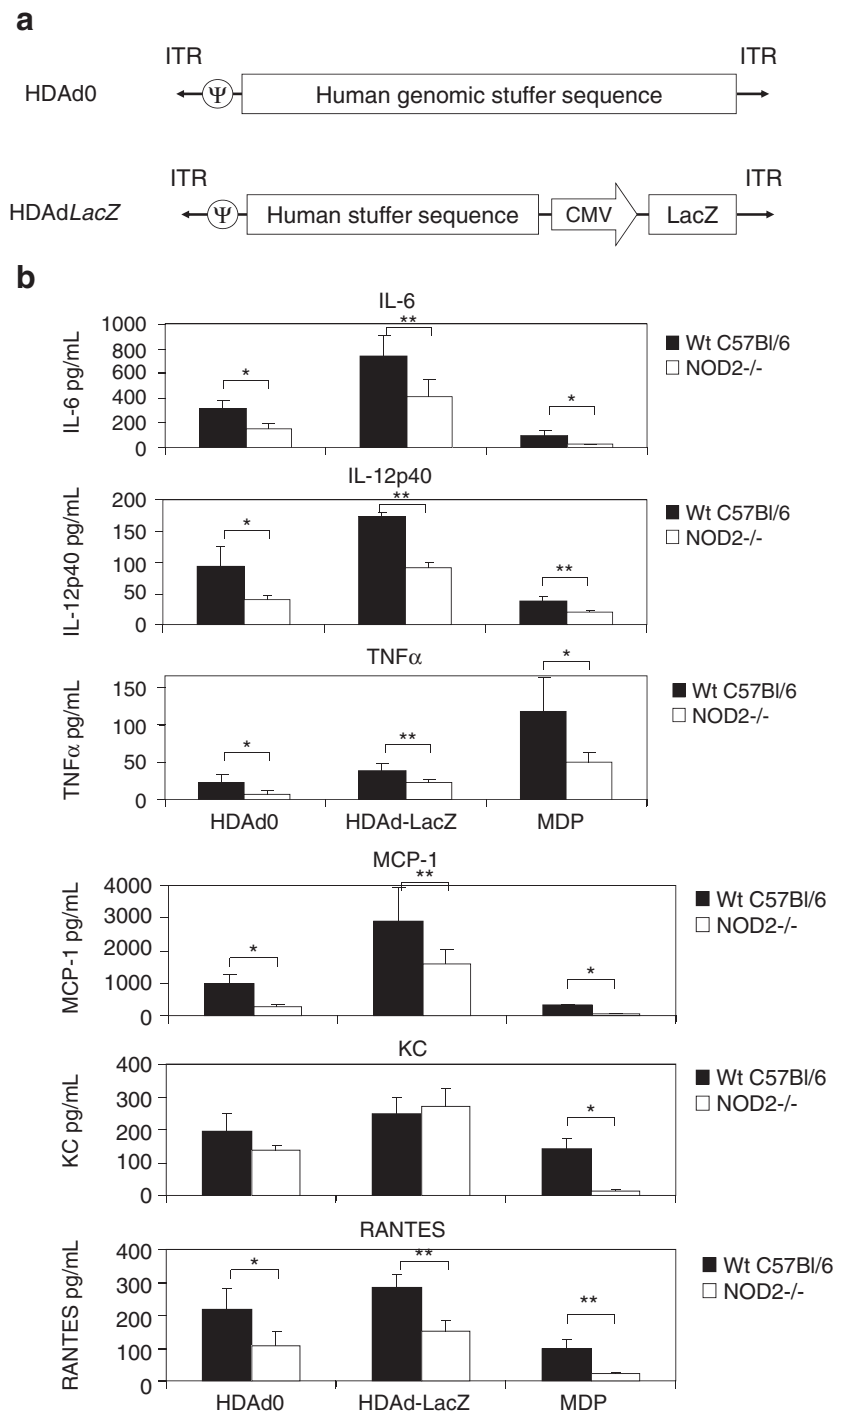 a
ITR ITR
HDAd0 Ψ Human genomic stuffer sequence
ITR ITR
HDAdLacZ Ψ Human stuffer sequence CMV LacZ
b
IL-6
IL-6 pg/mL
1000
800
600
400
200
0
* ** *
Wt C57Bl/6
NOD2-/-
IL-12p40
IL-12p40 pg/mL
200
150
100
50
0
* ** **
Wt C57Bl/6
NOD2-/-
TNFα
TNFα pg/mL
150
100
50
0
* ** *
Wt C57Bl/6
NOD2-/-
HDAd0 HDAd-LacZ MDP
MCP-1
MCP-1 pg/mL
4000
3000
2000
1000
0
* ** *
Wt C57Bl/6
NOD2-/-
KC
KC pg/mL
400
300
200
100
0
*
Wt C57Bl/6
NOD2-/-
RANTES
RANTES pg/mL
400
300
200
100
0
* ** **
Wt C57Bl/6
NOD2-/-
HDAd0 HDAd-LacZ MDP